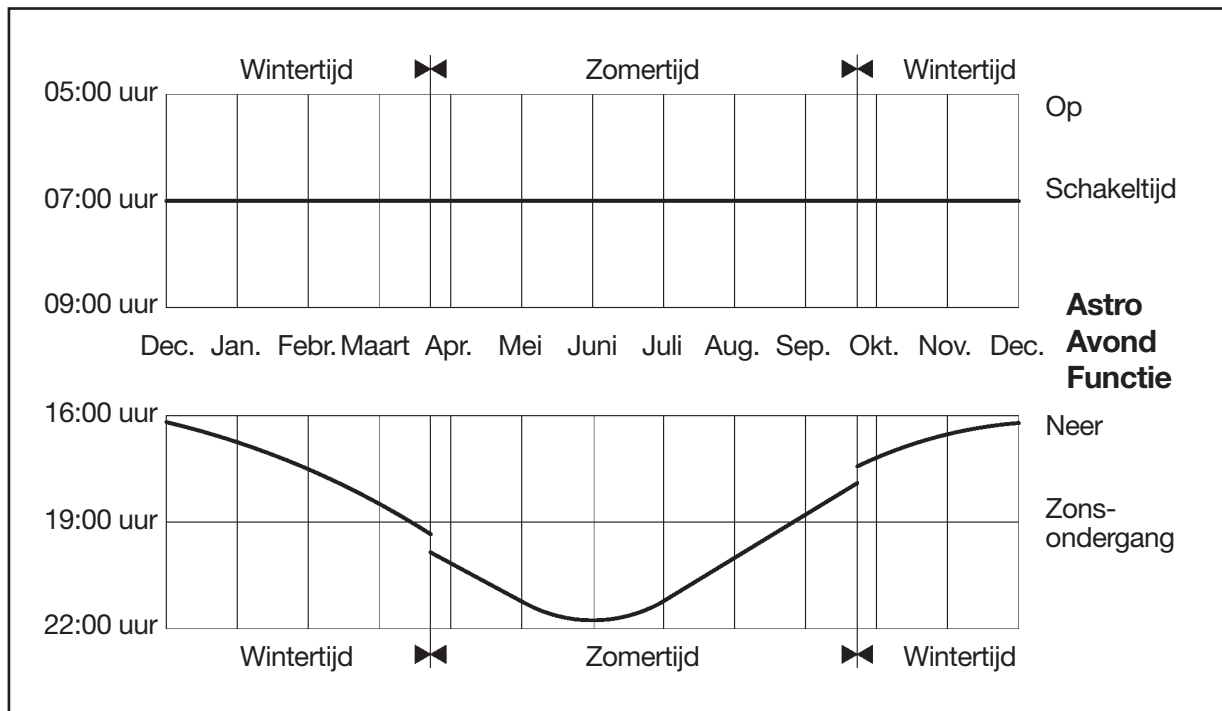 Wintertijd Zomertijd Wintertijd
05:00 uur
Op
07:00 uur
Schakeltijd
09:00 uur
Dec. Jan. Febr. Maart Apr. Mei Juni Juli Aug. Sep. Okt. Nov. Dec.
Astro
Avond
Functie
16:00 uur
Neer
19:00 uur
Zons-
ondergang
22:00 uur
Wintertijd Zomertijd Wintertijd